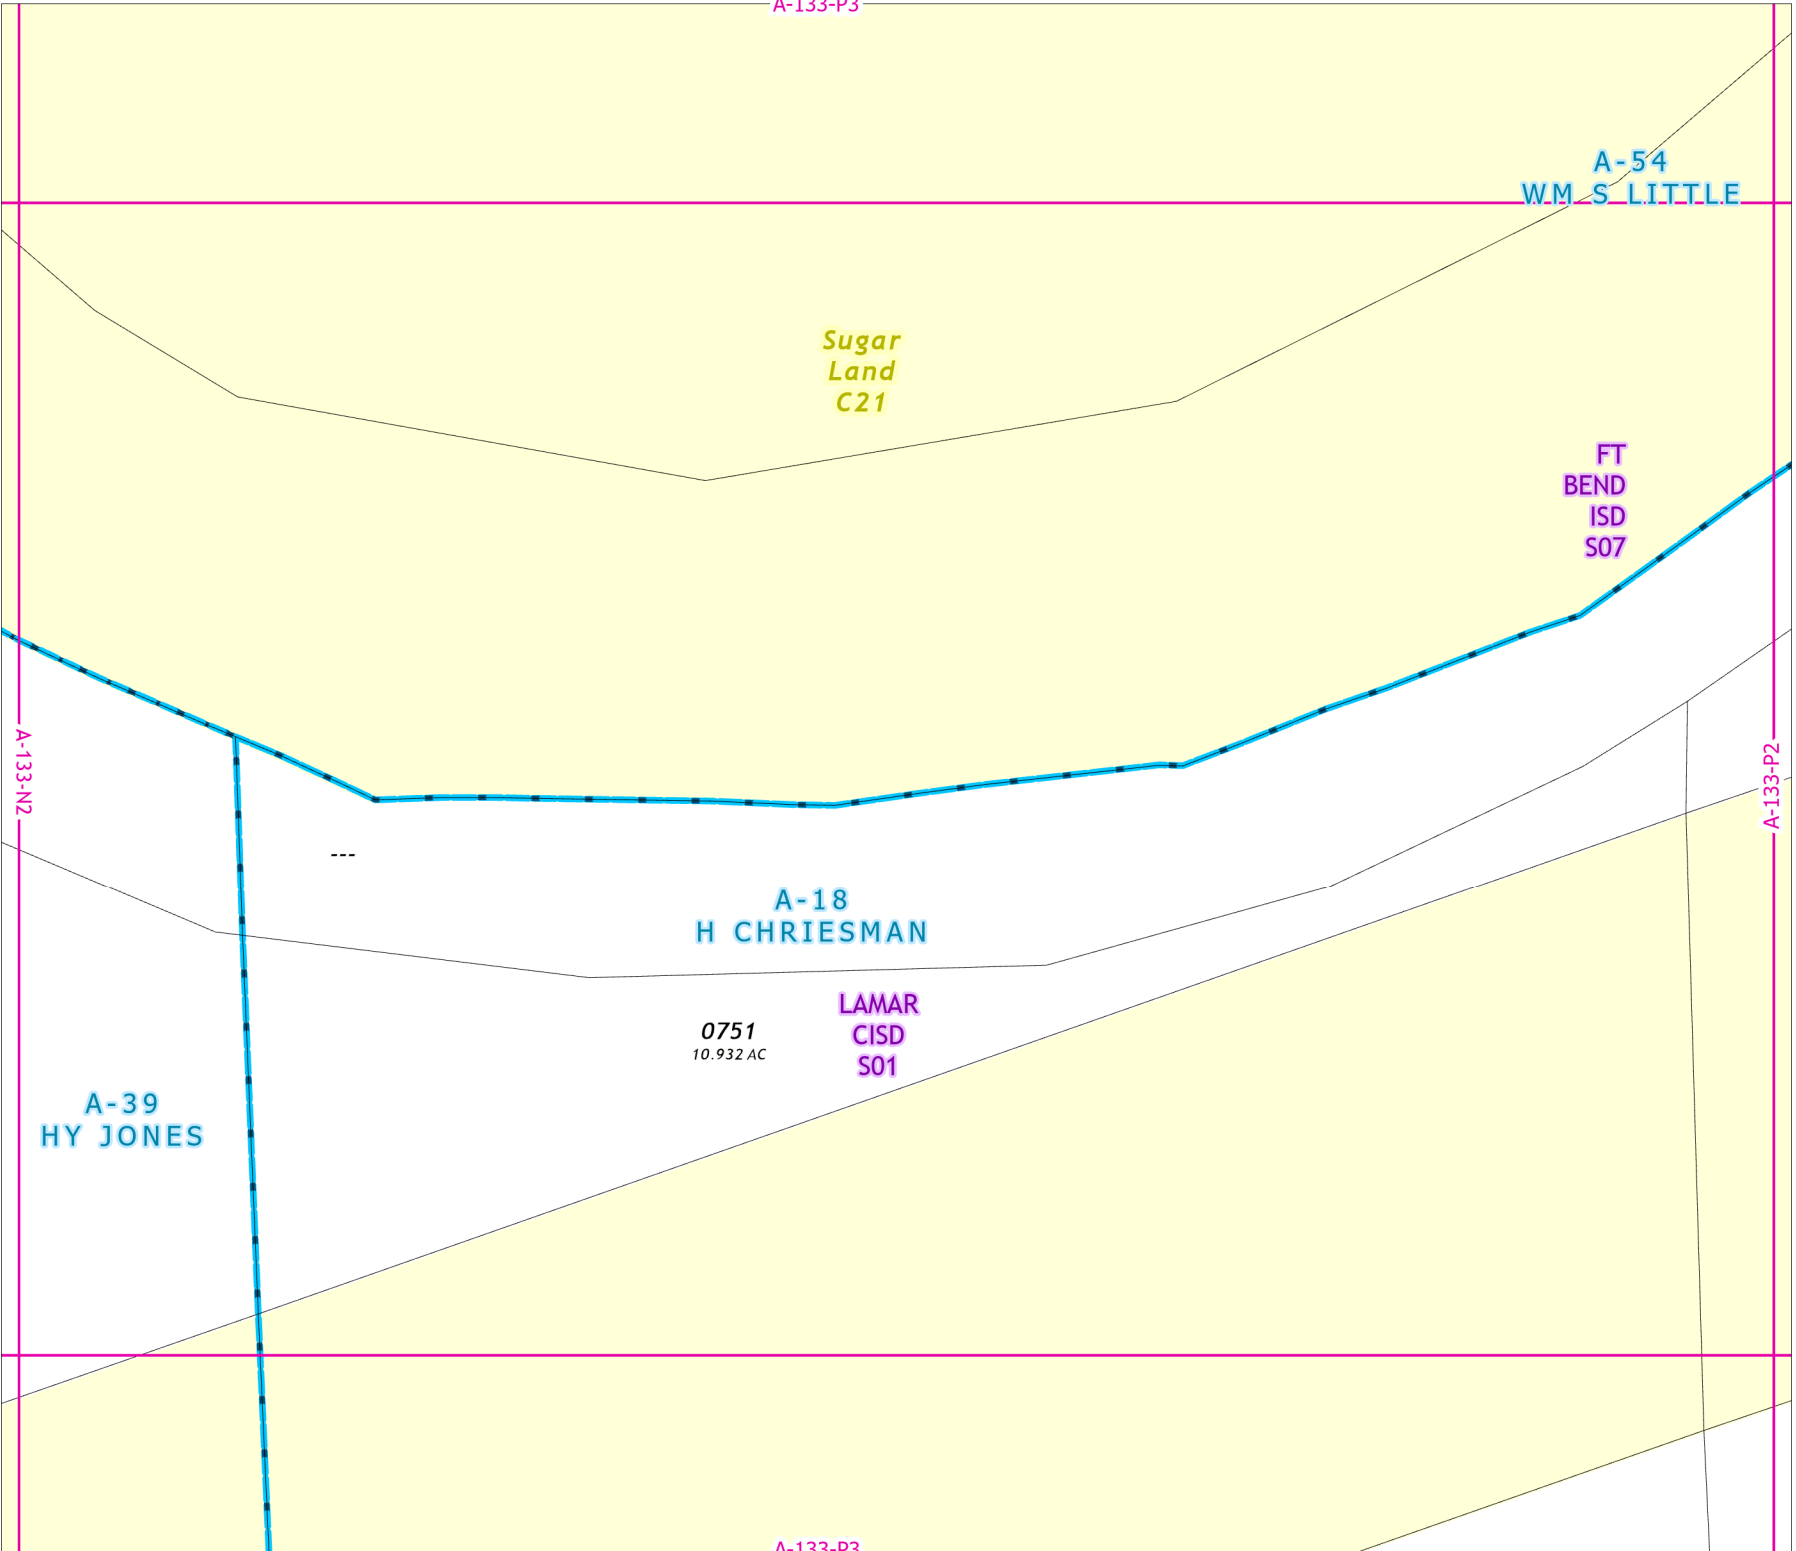 A-133-P3
A-54
WM S LITTLE
Sugar
Land
C21
FT
BEND
ISD
S07
A-133-N2
A-133-P2
---
A-18
H CHRIESMAN
LAMAR
CISD
S01
0751
10.932 AC
A-39
HY JONES
A-133-P3